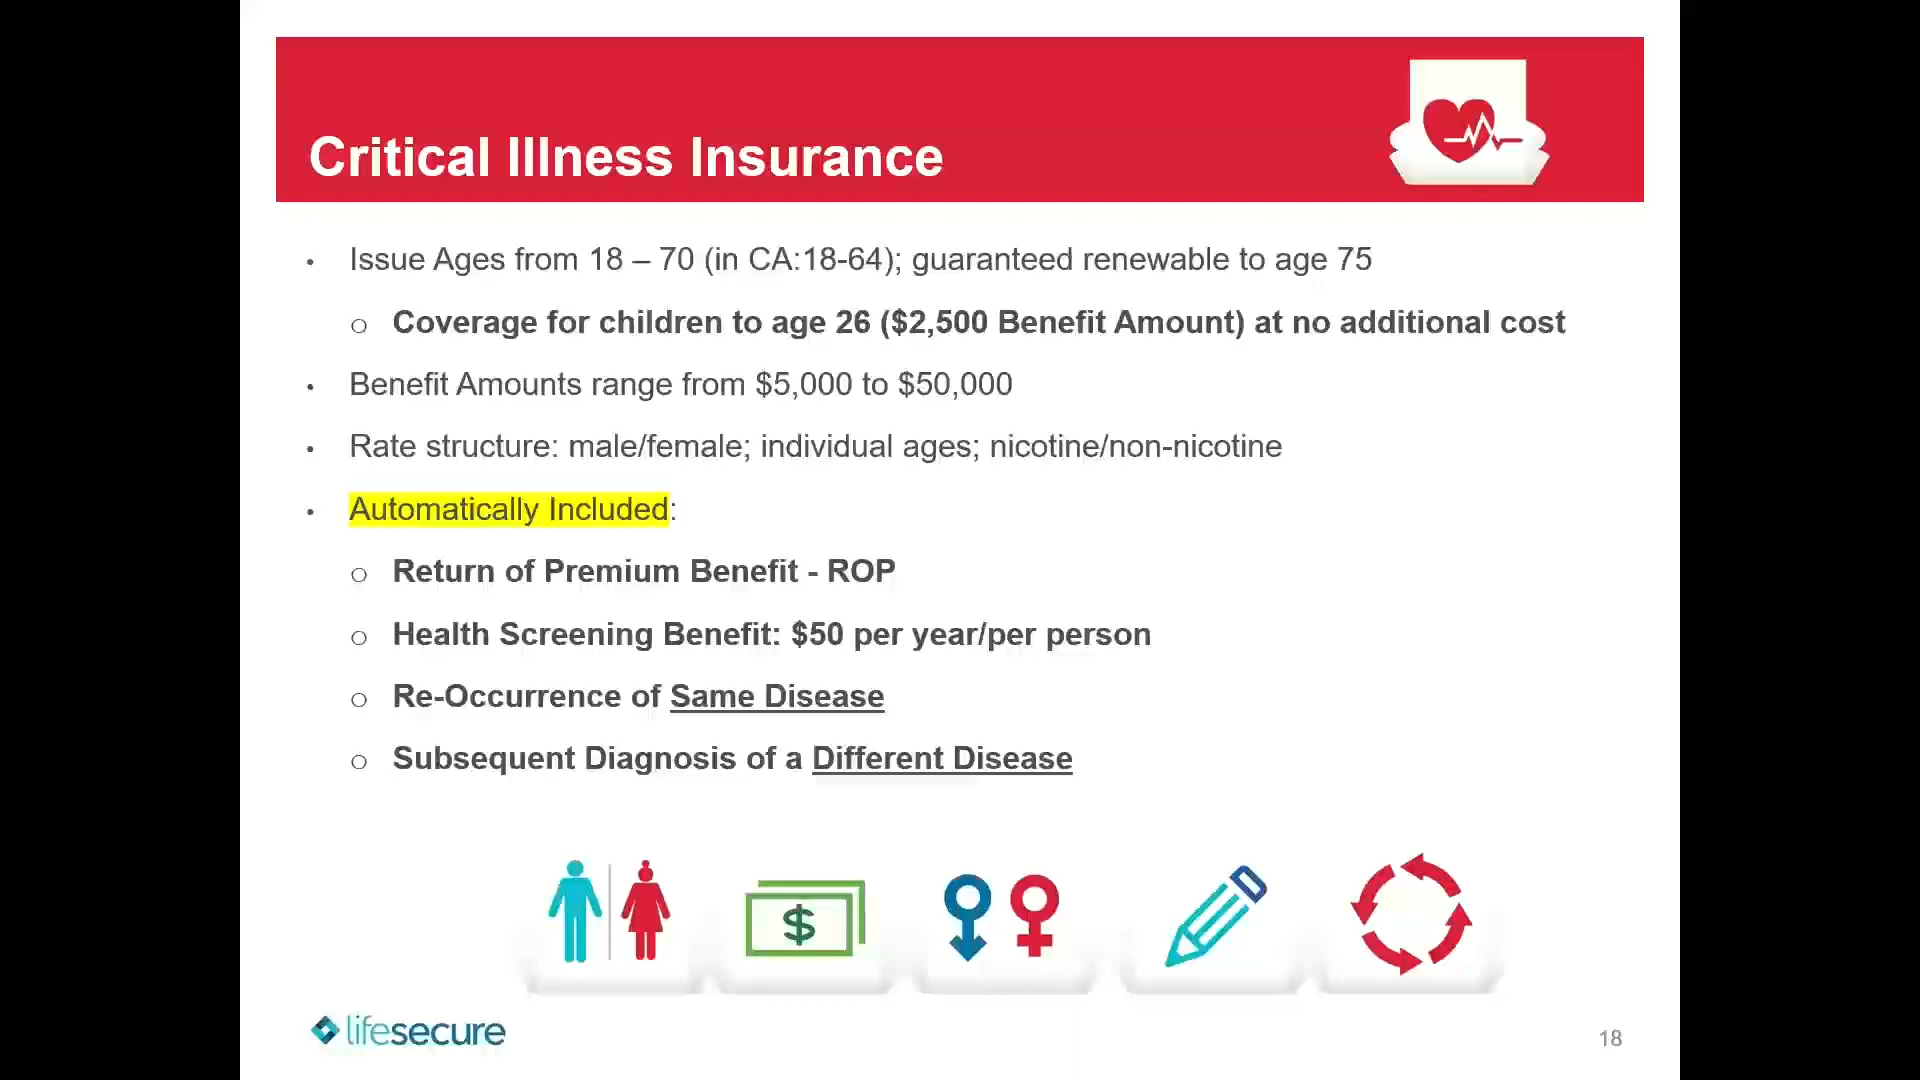 Critical Illness Insurance
• Issue Ages from 18 – 70 (in CA:18-64); guaranteed renewable to age 75
o Coverage for children to age 26 ($2,500 Benefit Amount) at no additional cost
• Benefit Amounts range from $5,000 to $50,000
• Rate structure: male/female; individual ages; nicotine/non-nicotine
• Automatically Included:
o Return of Premium Benefit - ROP
o Health Screening Benefit: $50 per year/per person
o Re-Occurrence of Same Disease
o Subsequent Diagnosis of a Different Disease
$
lifesecure
18